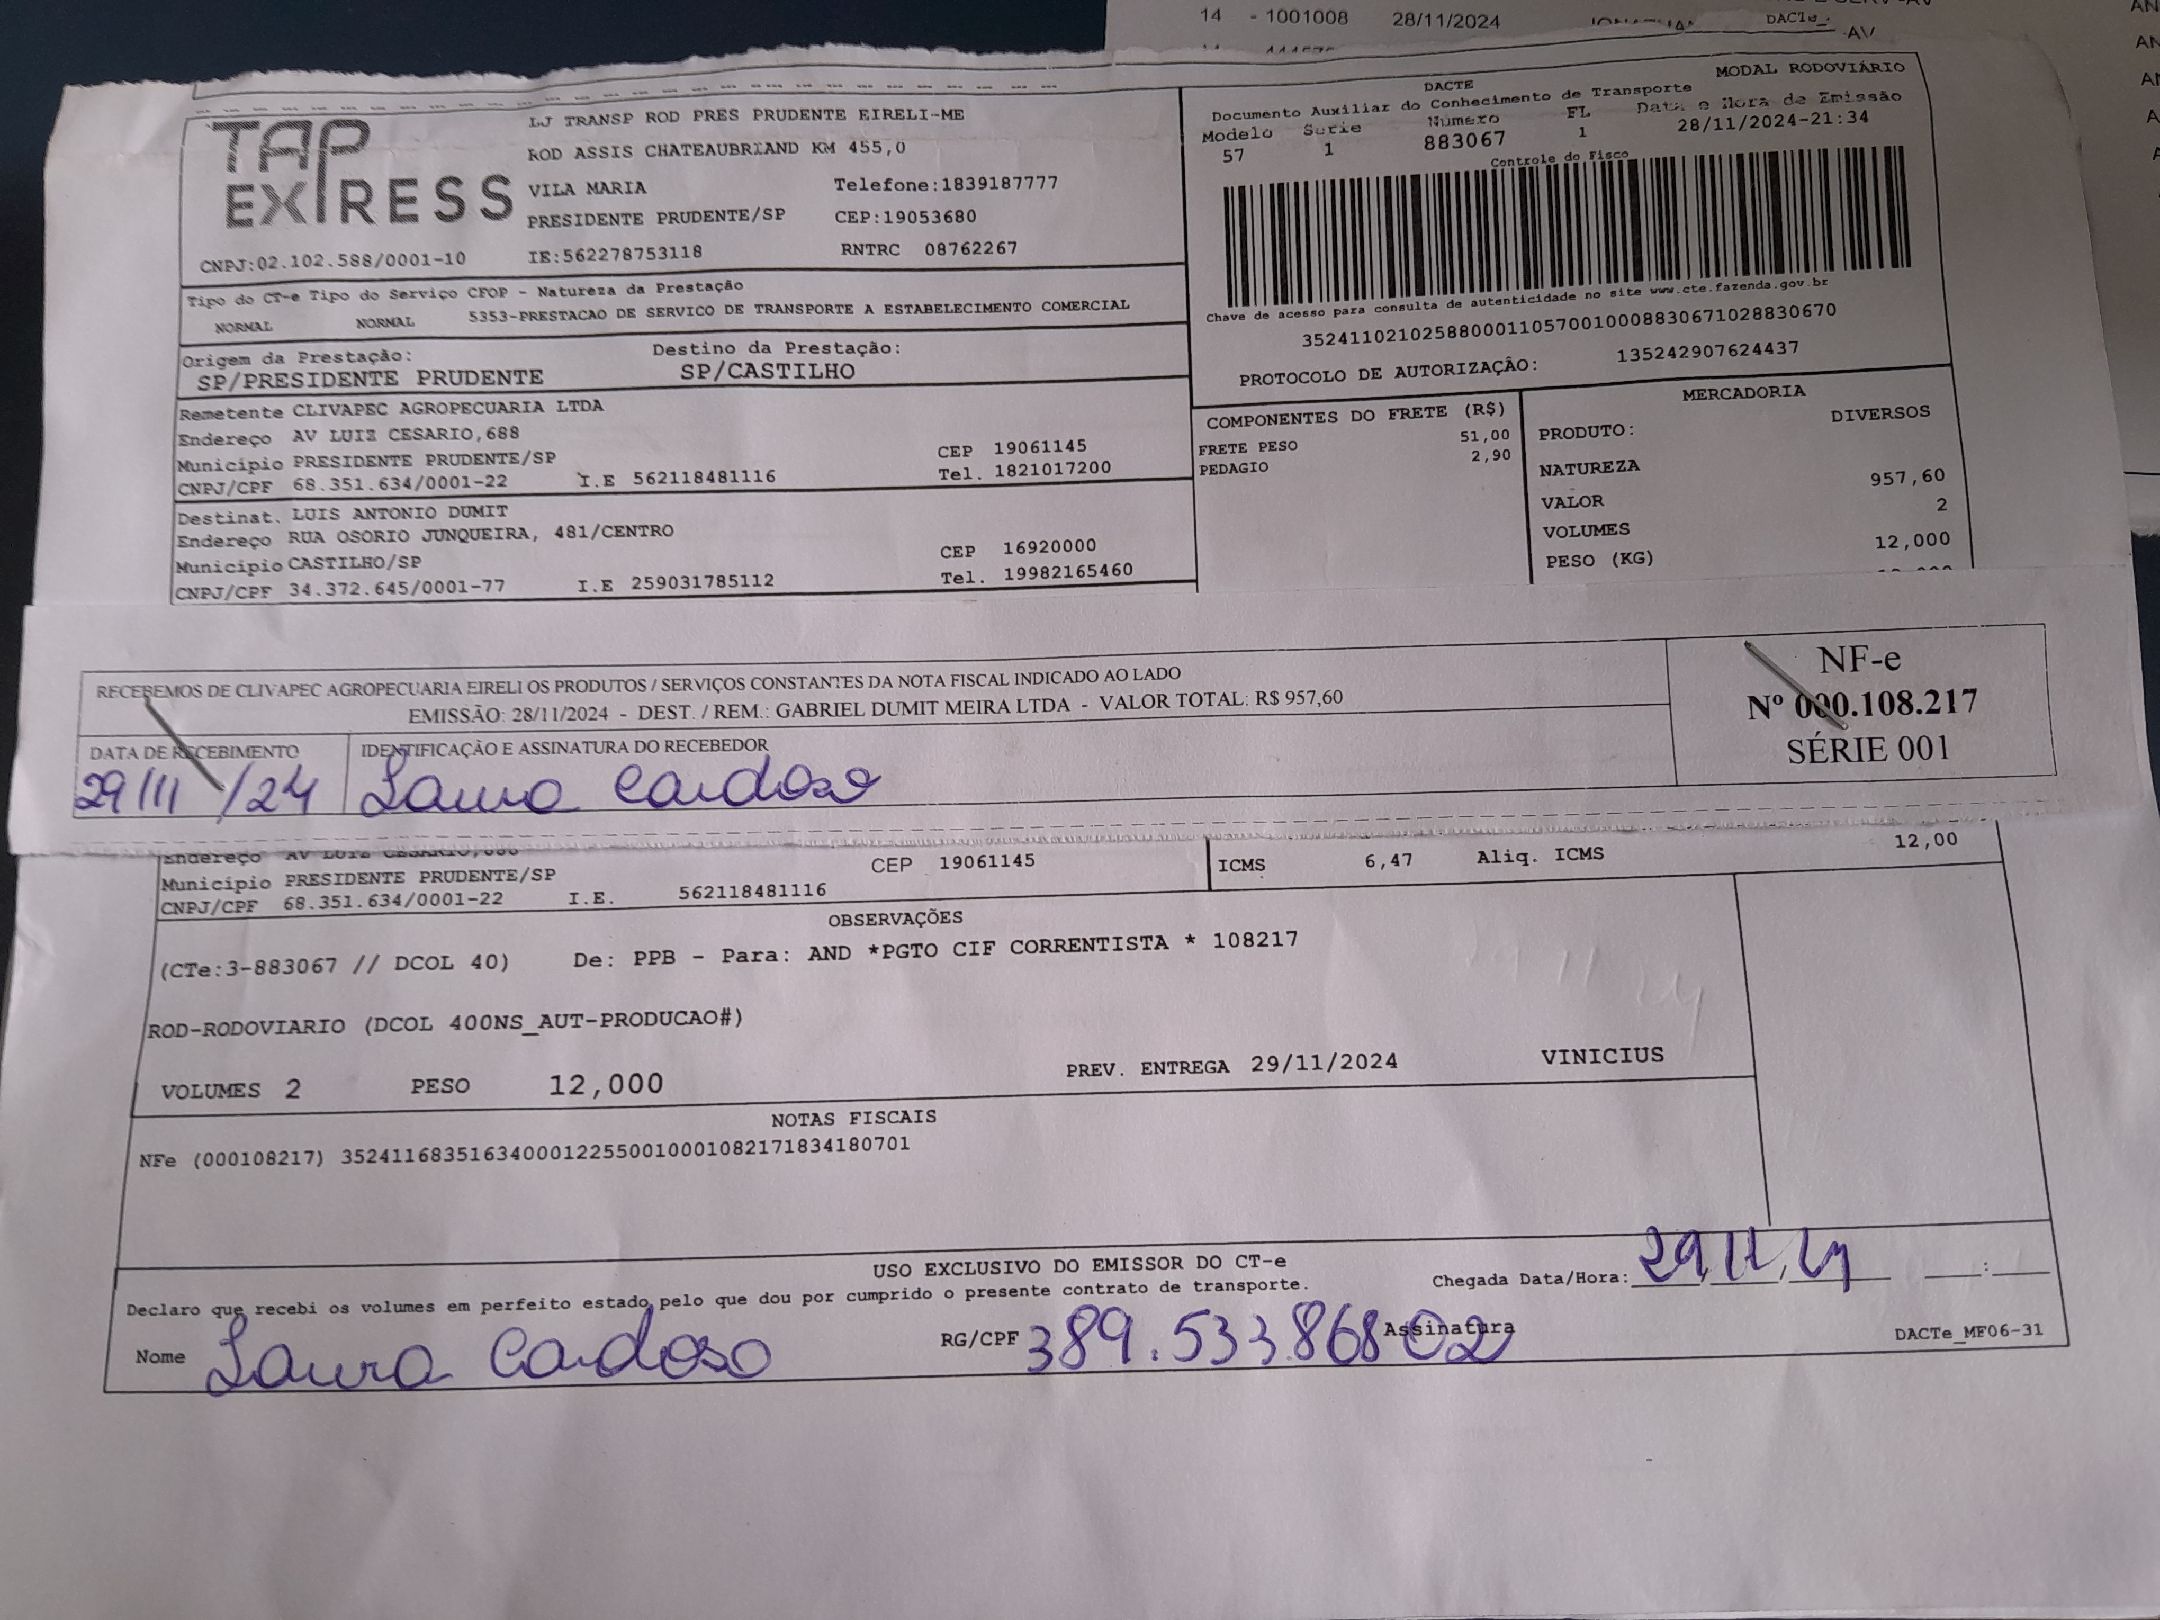 14 - 1001008 28/11/2024
DACTe_
-AV
TAP EXPRESS
LJ TRANSP ROD PRES PRUDENTE EIRELI-ME
ROD ASSIS CHATEAUBRIAND KM 455,0
VILA MARIA Telefone:1839187777
PRESIDENTE PRUDENTE/SP CEP:19053680
CNPJ:02.102.588/0001-10 IE:562278753118 RNTRC 08762267
DACTE MODAL RODOVIÁRIO
Documento Auxiliar do Conhecimento de Transporte
Modelo Serie Número FL Data e Hora de Emissão
57 1 883067 1 28/11/2024-21:34
Controle do Fisco
Chave de acesso para consulta de autenticidade no site www.cte.fazenda.gov.br
35241102102588000110570010008830671028830670
PROTOCOLO DE AUTORIZAÇÃO: 135242907624437
Tipo do CT-e Tipo do Serviço CFOP - Natureza da Prestação
NORMAL NORMAL 5353-PRESTACAO DE SERVICO DE TRANSPORTE A ESTABELECIMENTO COMERCIAL
Origem da Prestação: Destino da Prestação:
SP/PRESIDENTE PRUDENTE SP/CASTILHO
Remetente CLIVAPEC AGROPECUARIA LTDA
Endereço AV LUIZ CESARIO,688
Municipio PRESIDENTE PRUDENTE/SP CEP 19061145
CNPJ/CPF 68.351.634/0001-22 I.E 562118481116 Tel. 1821017200
Destinat. LUIS ANTONIO DUMIT
Endereço RUA OSORIO JUNQUEIRA, 481/CENTRO
Municipio CASTILHO/SP CEP 16920000
CNPJ/CPF 34.372.645/0001-77 I.E 259031785112 Tel. 19982165460
COMPONENTES DO FRETE (R$)
FRETE PESO 51,00
PEDAGIO 2,90
MERCADORIA
PRODUTO: DIVERSOS
NATUREZA
VALOR 957,60
VOLUMES 2
PESO (KG) 12,000
RECEBEMOS DE CLIVAPEC AGROPECUARIA EIRELI OS PRODUTOS / SERVIÇOS CONSTANTES DA NOTA FISCAL INDICADO AO LADO
EMISSÃO: 28/11/2024 - DEST. / REM.: GABRIEL DUMIT MEIRA LTDA - VALOR TOTAL: R$ 957,60
DATA DE RECEBIMENTO IDENTIFICAÇÃO E ASSINATURA DO RECEBEDOR
29/11/24 Laura Cardoso
NF-e
Nº 000.108.217
SÉRIE 001
Endereço AV LUIZ CESARIO,688
Municipio PRESIDENTE PRUDENTE/SP CEP 19061145
CNPJ/CPF 68.351.634/0001-22 I.E. 562118481116
ICMS 6,47 Aliq. ICMS 12,00
OBSERVAÇÕES
(CTe:3-883067 // DCOL 40) De: PPB - Para: AND *PGTO CIF CORRENTISTA * 108217
ROD-RODOVIARIO (DCOL 400NS_AUT-PRODUCAO#)
VOLUMES 2 PESO 12,000 PREV. ENTREGA 29/11/2024 VINICIUS
NOTAS FISCAIS
NFe (000108217) 35241168351634000122550010001082171834180701
USO EXCLUSIVO DO EMISSOR DO CT-e
Declaro que recebi os volumes em perfeito estado pelo que dou por cumprido o presente contrato de transporte.
Chegada Data/Hora: 29/11/24 :
Nome Laura Cardoso RG/CPF 389.533.868 02 Assinatura DACTe_MF06-31